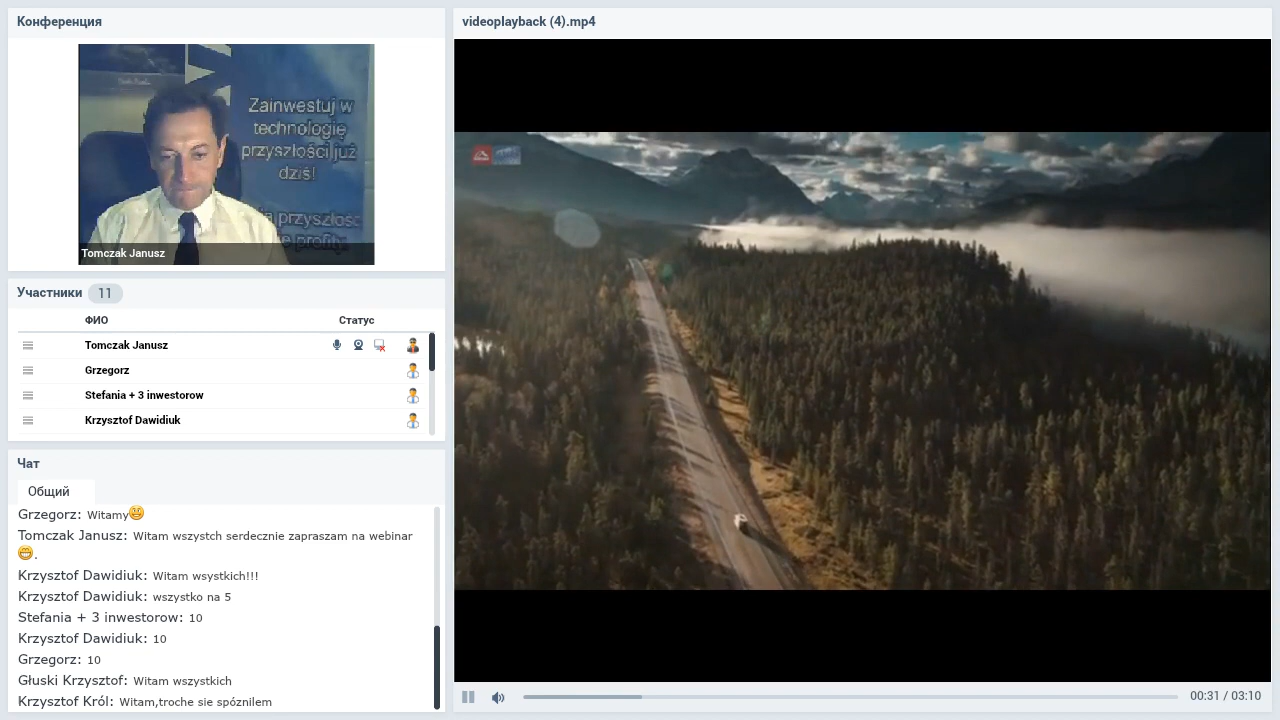 Конференция
Zainwestuj w
technologię
przyszłości już
dziś!
Tomczak Janusz
Участники 11
ФИО Статус
Tomczak Janusz
Grzegorz
Stefania + 3 inwestorow
Krzysztof Dawidiuk
Чат
Общий
Grzegorz: Witamy
Tomczak Janusz: Witam wszystch serdecznie zapraszam na webinar
.
Krzysztof Dawidiuk: Witam wsystkich!!!
Krzysztof Dawidiuk: wszystko na 5
Stefania + 3 inwestorow: 10
Krzysztof Dawidiuk: 10
Grzegorz: 10
Głuski Krzysztof: Witam wszystkich
Krzysztof Król: Witam,troche sie spóznilem
videoplayback (4).mp4
00:31 / 03:10